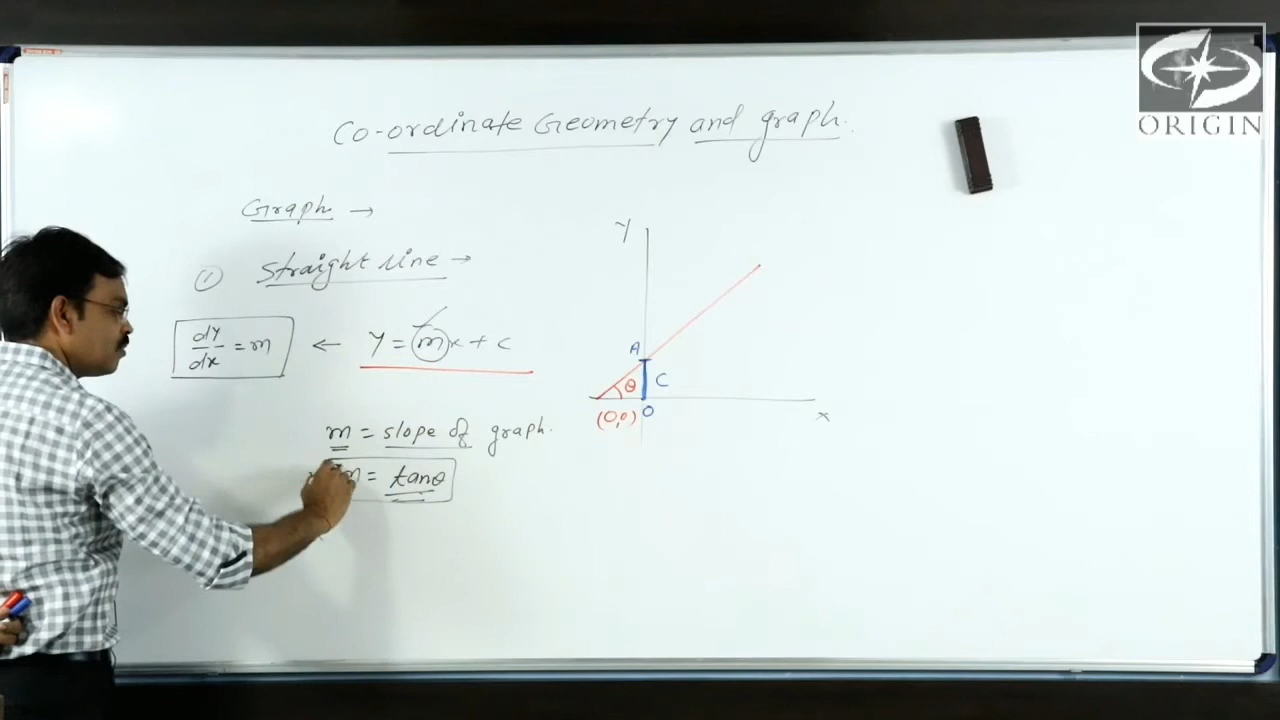 ORIGIN
Co-ordinate Geometry and graph.
Graph →
① Straight line →
dy/dx = m ← y = mx + c
m = slope of graph.
m = tanθ
Y
A
θ
C
(0,0)
O
X